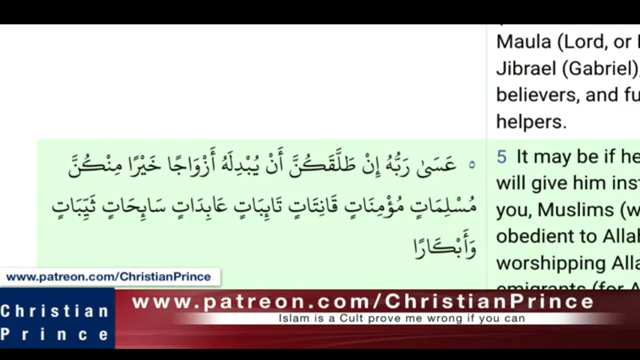 Maula (Lord, or
Jibrael (Gabriel)
believers, and fu
helpers.
٥ عَسَىٰ رَبُّهُ إِنْ طَلَّقَكُنَّ أَنْ يُبْدِلَهُ أَزْوَاجًا خَيْرًا مِنْكُنَّ
مُسْلِمَاتٍ مُؤْمِنَاتٍ قَانِتَاتٍ تَائِبَاتٍ عَابِدَاتٍ سَائِحَاتٍ ثَيِّبَاتٍ
وَأَبْكَارًا
5 It may be if he
will give him inst
you, Muslims (w
obedient to Allah
worshipping Alla
emigrants (for A
www.patreon.com/ChristianPrince
Christian
Prince
www.patreon.com/ChristianPrince
Islam is a Cult prove me wrong if you can